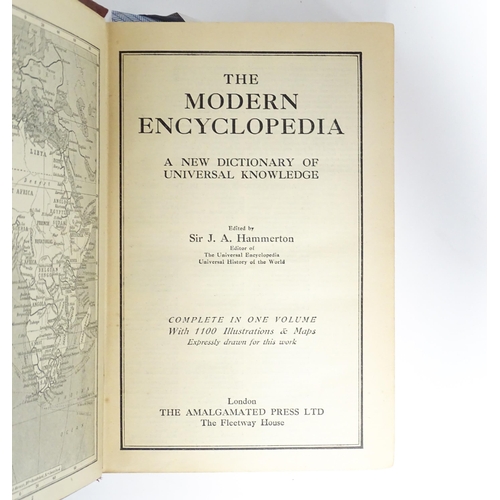 THE
MODERN
ENCYCLOPEDIA
A NEW DICTIONARY OF
UNIVERSAL KNOWLEDGE
Edited by
Sir J. A. Hammerton
Editor of
The Universal Encyclopedia
Universal History of the World
COMPLETE IN ONE VOLUME
With 1100 Illustrations & Maps
Expressly drawn for this work
London
THE AMALGAMATED PRESS LTD
The Fleetway House
LIBYA